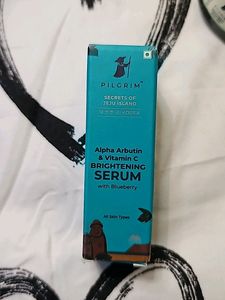 PILGRIM
SECRETS OF
JEJU ISLAND
Alpha Arbutin
& Vitamin C
BRIGHTENING
SERUM
with Blueberry
All Skin Types